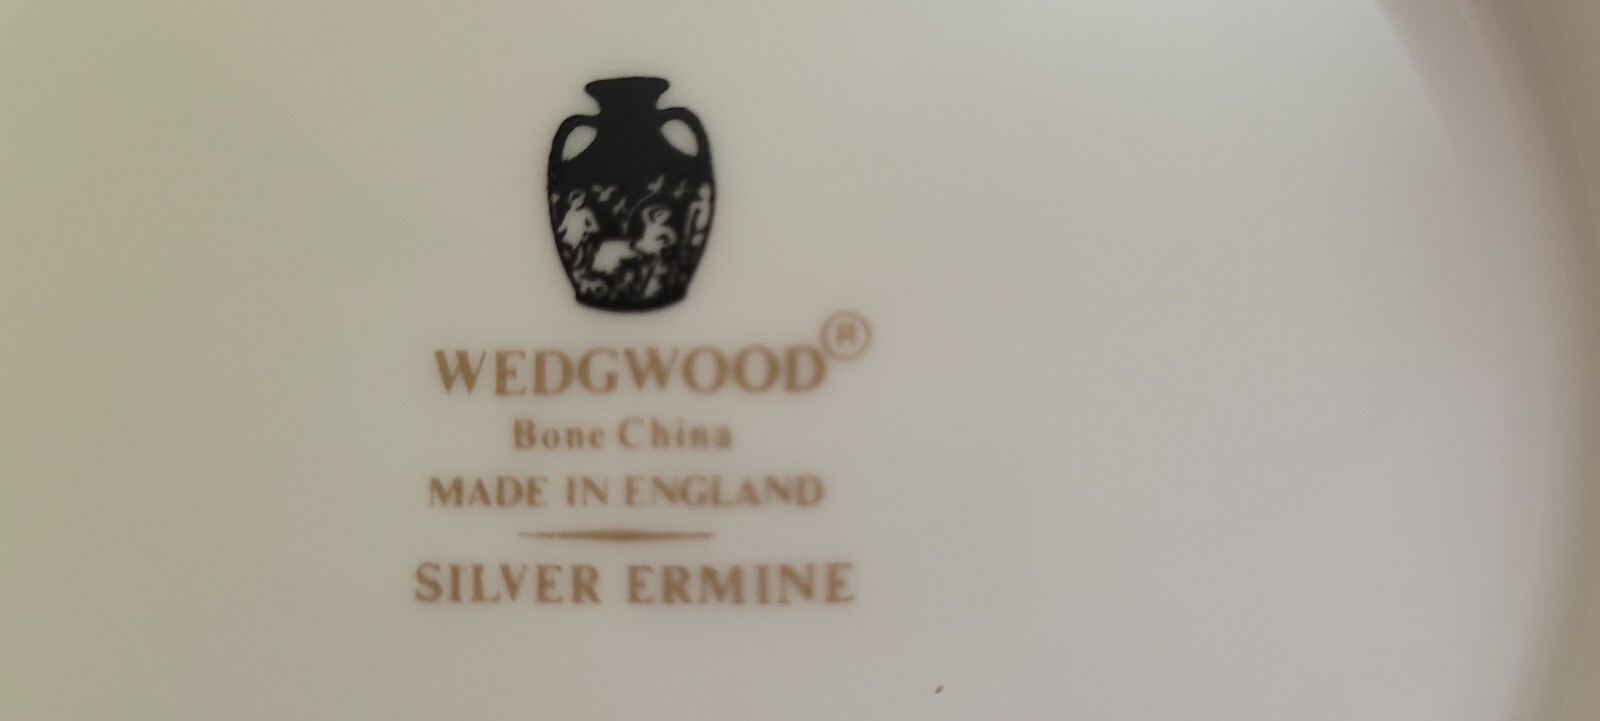 WEDGWOOD®
Bone China
MADE IN ENGLAND
SILVER ERMINE